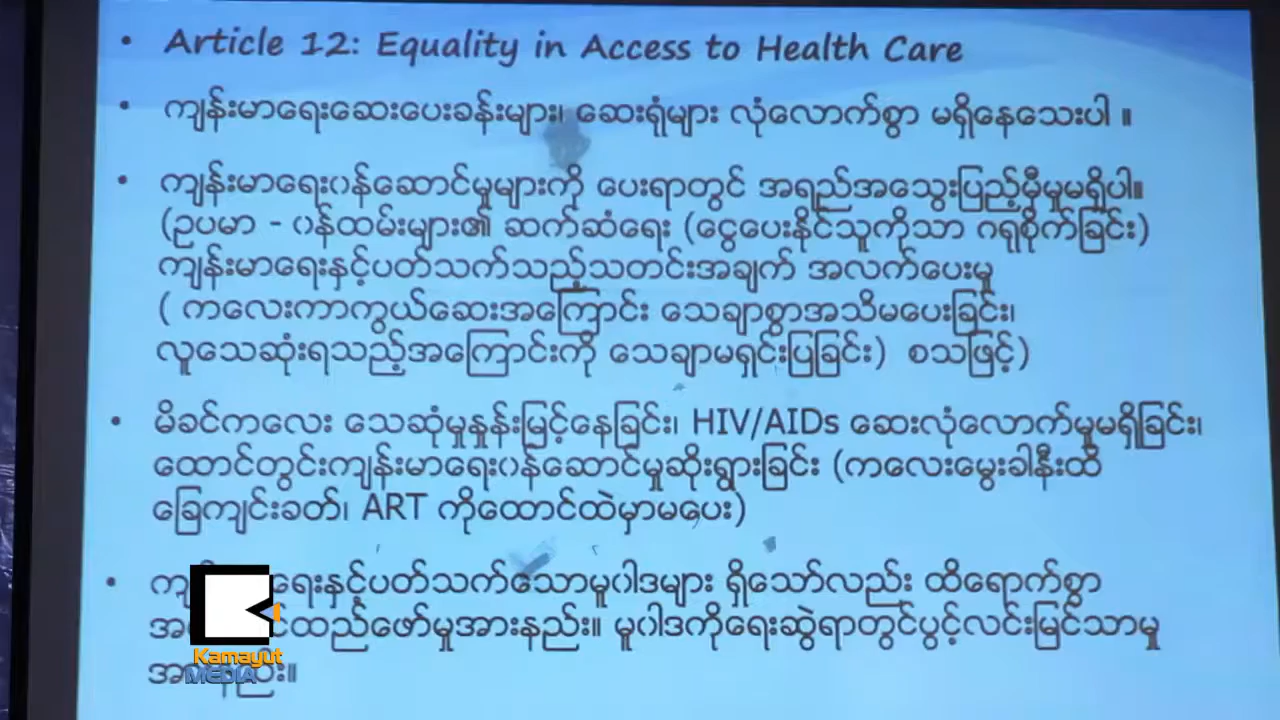 • Article 12: Equality in Access to Health Care
• ကျန်းမာရေးဆေးပေးခန်းများ၊ ဆေးရုံများ လုံလောက်စွာ မရှိနေသေးပါ ။
• ကျန်းမာရေးဝန်ဆောင်မှုများကို ပေးရာတွင် အရည်အသွေးပြည့်မှီမှုမရှိပါ။
(ဥပမာ - ဝန်ထမ်းများ၏ ဆက်ဆံရေး (ငွေပေးနိုင်သူကိုသာ ဂရုစိုက်ခြင်း)
ကျန်းမာရေးနှင့်ပတ်သက်သည့်သတင်းအချက် အလက်ပေးမှု
( ကလေးကာကွယ်ဆေးအကြောင်း သေချာစွာအသိမပေးခြင်း၊
လူသေဆုံးရသည့်အကြောင်းကို သေချာမရှင်းပြခြင်း) စသဖြင့်)
• မိခင်ကလေး သေဆုံမှုနှုန်းမြင့်နေခြင်း၊ HIV/AIDs ဆေးလုံလောက်မှုမရှိခြင်း၊
ထောင်တွင်းကျန်းမာရေးဝန်ဆောင်မှုဆိုးရွားခြင်း (ကလေးမွေးခါနီးထိ
ခြေကျင်းခတ်၊ ART ကိုထောင်ထဲမှာမပေး)
• ရေးနှင့်ပတ်သက်သောမူဝါဒများ ရှိသော်လည်း ထိရောက်စွာ
ထည်ဖော်မှုအားနည်း။ မူဝါဒကိုရေးဆွဲရာတွင်ပွင့်လင်းမြင်သာမှု
Kamayut
MEDIA